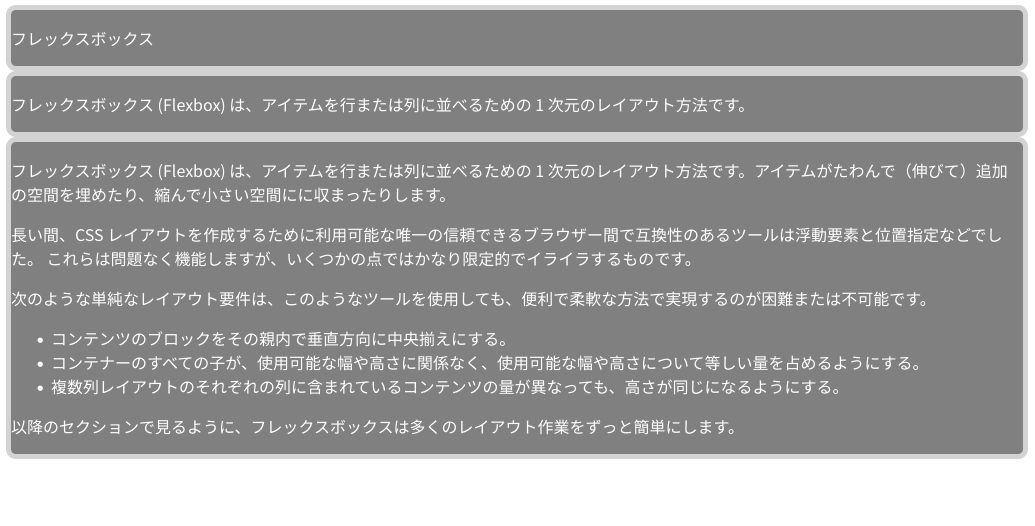 フレックスボックス
フレックスボックス (Flexbox) は、アイテムを行または列に並べるための 1 次元のレイアウト方法です。
フレックスボックス (Flexbox) は、アイテムを行または列に並べるための 1 次元のレイアウト方法です。アイテムがたわんで（伸びて）追加
の空間を埋めたり、縮んで小さい空間にに収まったりします。
長い間、CSS レイアウトを作成するために利用可能な唯一の信頼できるブラウザー間で互換性のあるツールは浮動要素と位置指定などでし
た。 これらは問題なく機能しますが、いくつかの点ではかなり限定的でイライラするものです。
次のような単純なレイアウト要件は、このようなツールを使用しても、便利で柔軟な方法で実現するのが困難または不可能です。
• コンテンツのブロックをその親内で垂直方向に中央揃えにする。
• コンテナーのすべての子が、使用可能な幅や高さに関係なく、使用可能な幅や高さについて等しい量を占めるようにする。
• 複数列レイアウトのそれぞれの列に含まれているコンテンツの量が異なっても、高さが同じになるようにする。
以降のセクションで見るように、フレックスボックスは多くのレイアウト作業をずっと簡単にします。